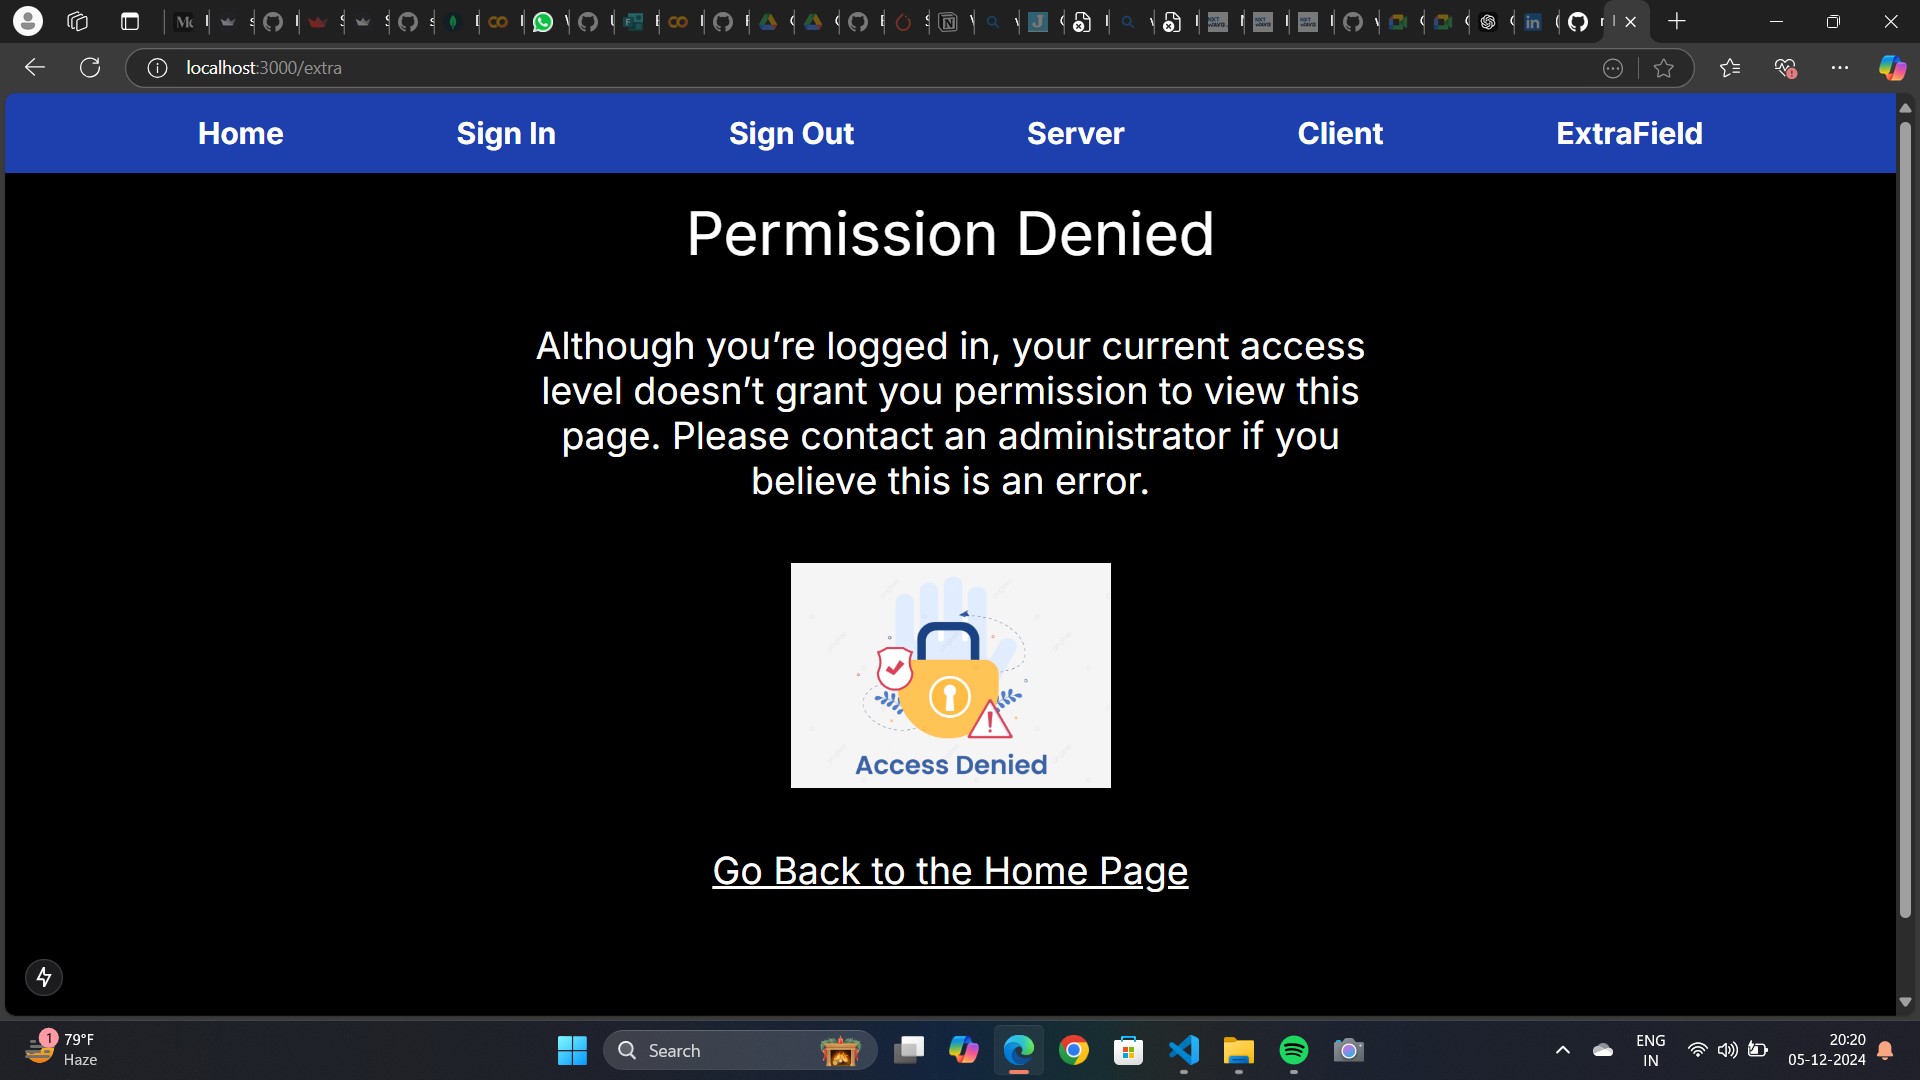 localhost:3000/extra
Home Sign In Sign Out Server Client ExtraField
Permission Denied
Although you’re logged in, your current access
level doesn’t grant you permission to view this
page. Please contact an administrator if you
believe this is an error.
Access Denied
Go Back to the Home Page
1
79°F
Haze
Search
ENG
IN
20:20
05-12-2024